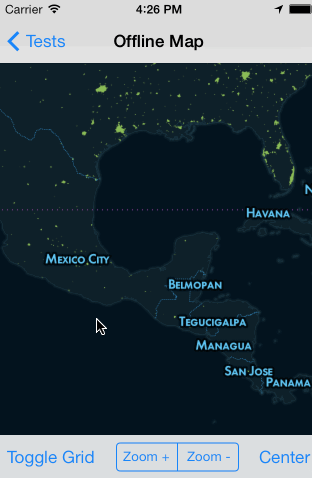 Carrier 4:26 PM
Tests Offline Map
N
HAVANA
MEXICO CITY
BELMOPAN
TEGUCIGALPA
MANAGUA
SAN JOSE
PANAMA
Toggle Grid Zoom + Zoom - Center